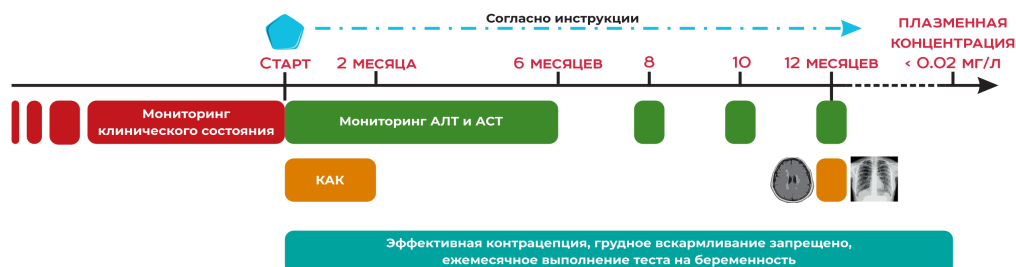 Согласно инструкции
ПЛАЗМЕННАЯ
КОНЦЕНТРАЦИЯ
< 0.02 МГ/Л
СТАРТ
2 МЕСЯЦА
6 МЕСЯЦЕВ
8
10
12 МЕСЯЦЕВ
Мониторинг
клинического состояния
Мониторинг АЛТ и АСТ
КАК
Эффективная контрацепция, грудное вскармливание запрещено,
ежемесячное выполнение теста на беременность